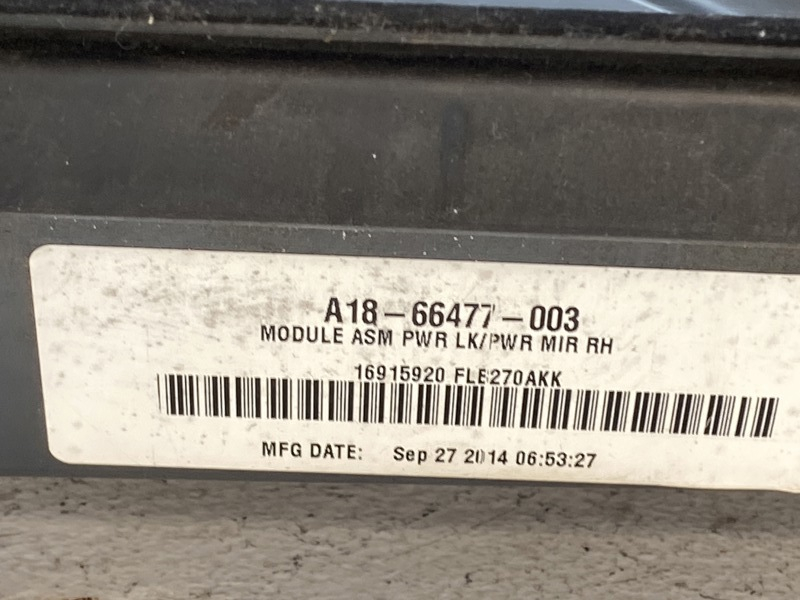 A18-66477-003
MODULE ASM PWR LK/PWR MIR RH
16915920 FLE270AKK
MFG DATE: Sep 27 2014 06:53:27